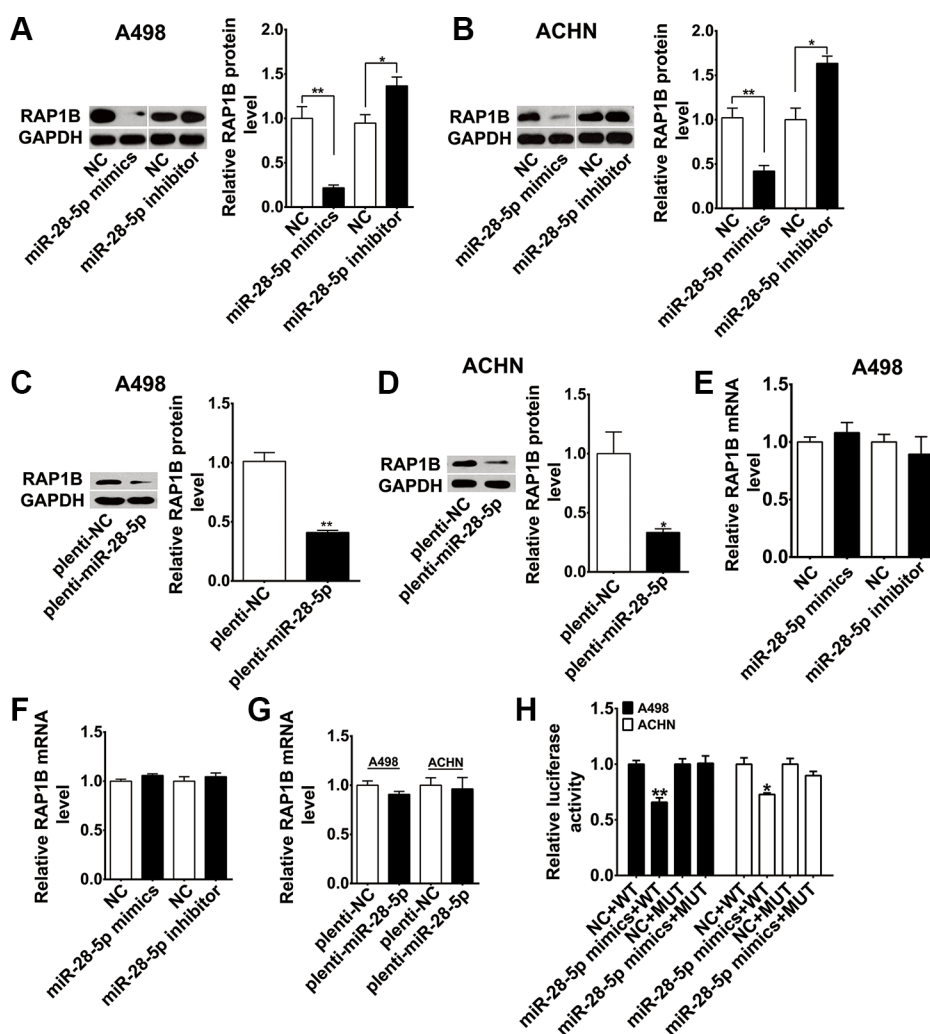 A
A498
RAP1B
GAPDH
NC
miR-28-5p mimics
NC
miR-28-5p inhibitor
Relative RAP1B protein
level
2.0
1.5
1.0
0.5
0.0
**
*
NC
miR-28-5p mimics
NC
miR-28-5p inhibitor
B
ACHN
RAP1B
GAPDH
NC
miR-28-5p mimics
NC
miR-28-5p inhibitor
Relative RAP1B protein
level
2.0
1.5
1.0
0.5
0.0
**
*
NC
miR-28-5p mimics
NC
miR-28-5p inhibitor
C
A498
RAP1B
GAPDH
plenti-NC
plenti-miR-28-5p
Relative RAP1B protein
level
1.5
1.0
0.5
0.0
**
plenti-NC
plenti-miR-28-5p
D
ACHN
RAP1B
GAPDH
plenti-NC
plenti-miR-28-5p
Relative RAP1B protein
level
1.5
1.0
0.5
0.0
*
plenti-NC
plenti-miR-28-5p
E
A498
Relative RAP1B mRNA
level
1.5
1.0
0.5
0.0
NC
miR-28-5p mimics
NC
miR-28-5p inhibitor
F
Relative RAP1B mRNA
level
1.5
1.0
0.5
0.0
NC
miR-28-5p mimics
NC
miR-28-5p inhibitor
G
Relative RAP1B mRNA
level
1.5
1.0
0.5
0.0
A498
ACHN
plenti-NC
plenti-miR-28-5p
plenti-NC
plenti-miR-28-5p
H
A498
ACHN
Relative luciferase
activity
1.5
1.0
0.5
0.0
**
*
NC+WT
miR-28-5p mimics+WT
NC+MUT
miR-28-5p mimics+MUT
NC+WT
miR-28-5p mimics+WT
NC+MUT
miR-28-5p mimics+MUT